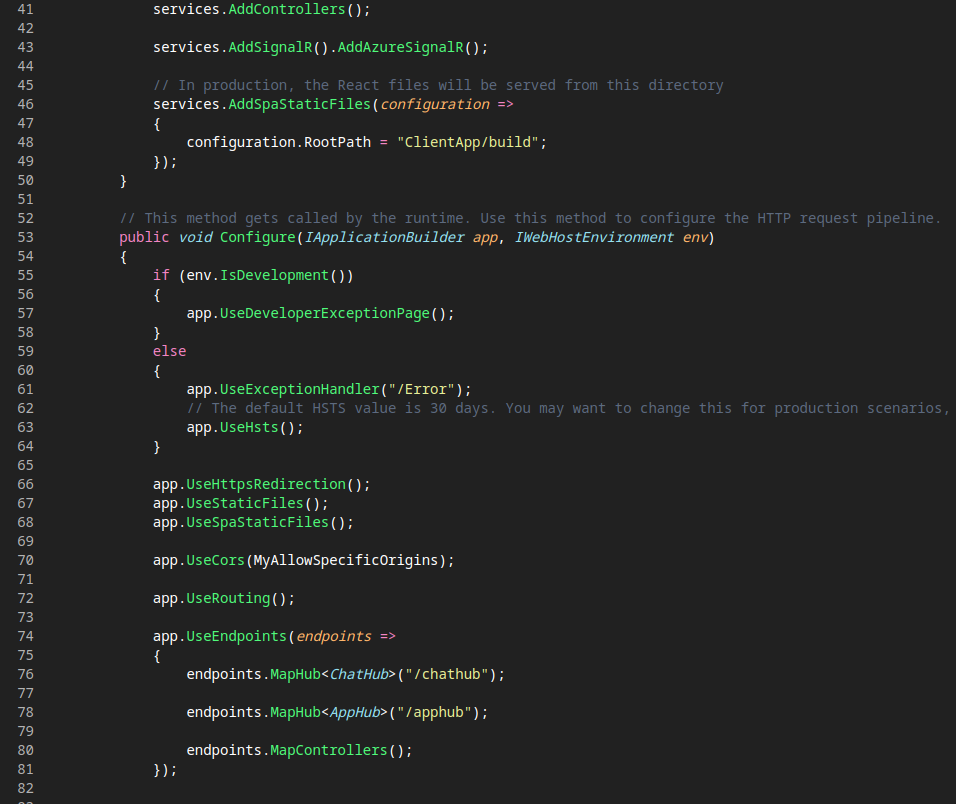 41 services.AddControllers();
42
43 services.AddSignalR().AddAzureSignalR();
44
45 // In production, the React files will be served from this directory
46 services.AddSpaStaticFiles(configuration =>
47 {
48 configuration.RootPath = "ClientApp/build";
49 });
50 }
51
52 // This method gets called by the runtime. Use this method to configure the HTTP request pipeline.
53 public void Configure(IApplicationBuilder app, IWebHostEnvironment env)
54 {
55 if (env.IsDevelopment())
56 {
57 app.UseDeveloperExceptionPage();
58 }
59 else
60 {
61 app.UseExceptionHandler("/Error");
62 // The default HSTS value is 30 days. You may want to change this for production scenarios,
63 app.UseHsts();
64 }
65
66 app.UseHttpsRedirection();
67 app.UseStaticFiles();
68 app.UseSpaStaticFiles();
69
70 app.UseCors(MyAllowSpecificOrigins);
71
72 app.UseRouting();
73
74 app.UseEndpoints(endpoints =>
75 {
76 endpoints.MapHub<ChatHub>("/chathub");
77
78 endpoints.MapHub<AppHub>("/apphub");
79
80 endpoints.MapControllers();
81 });
82